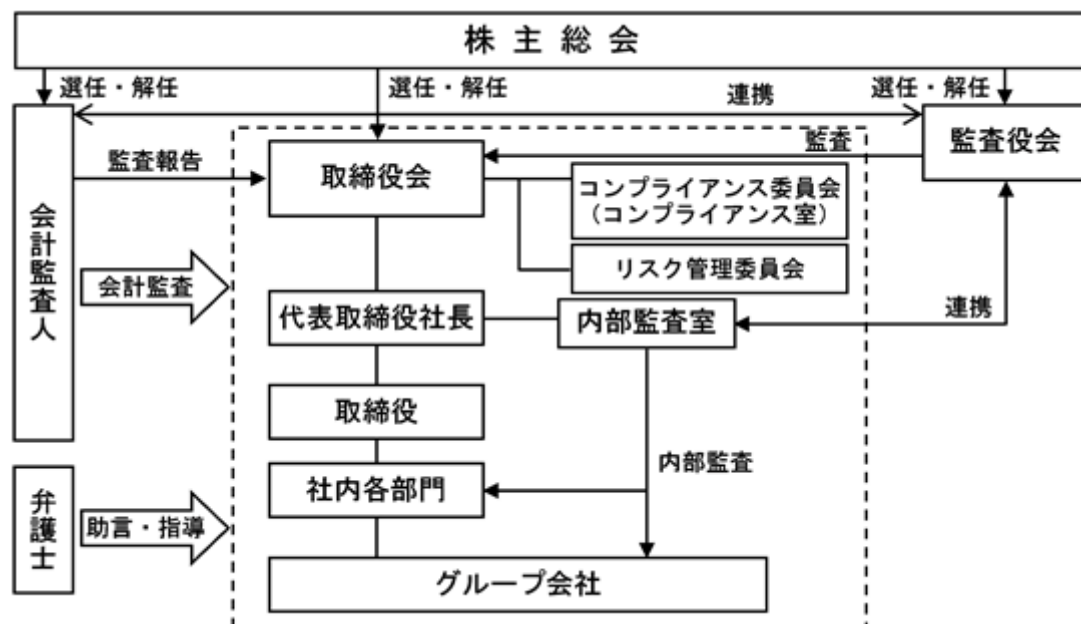 株主総会
選任・解任
選任・解任
連携
選任・解任
会計監査人
監査役会
監査
監査報告
取締役会
コンプライアンス委員会
(コンプライアンス室)
リスク管理委員会
会計監査
代表取締役社長
内部監査室
連携
取締役
内部監査
社内各部門
弁護士
助言・指導
グループ会社